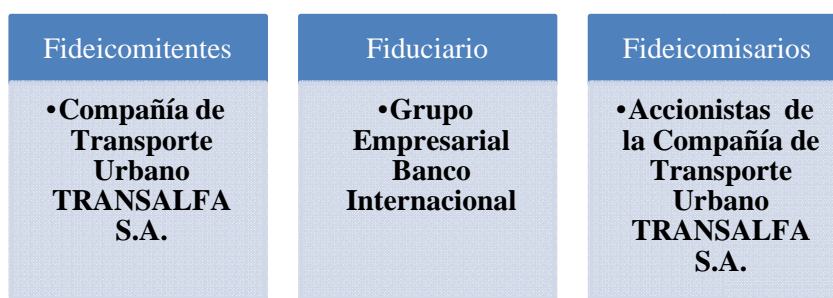 Fideicomitentes
•Compañía de
Transporte
Urbano
TRANSALFA
S.A.
Fiduciario
•Grupo
Empresarial
Banco
Internacional
Fideicomisarios
•Accionistas de
la Compañía de
Transporte
Urbano
TRANSALFA
S.A.